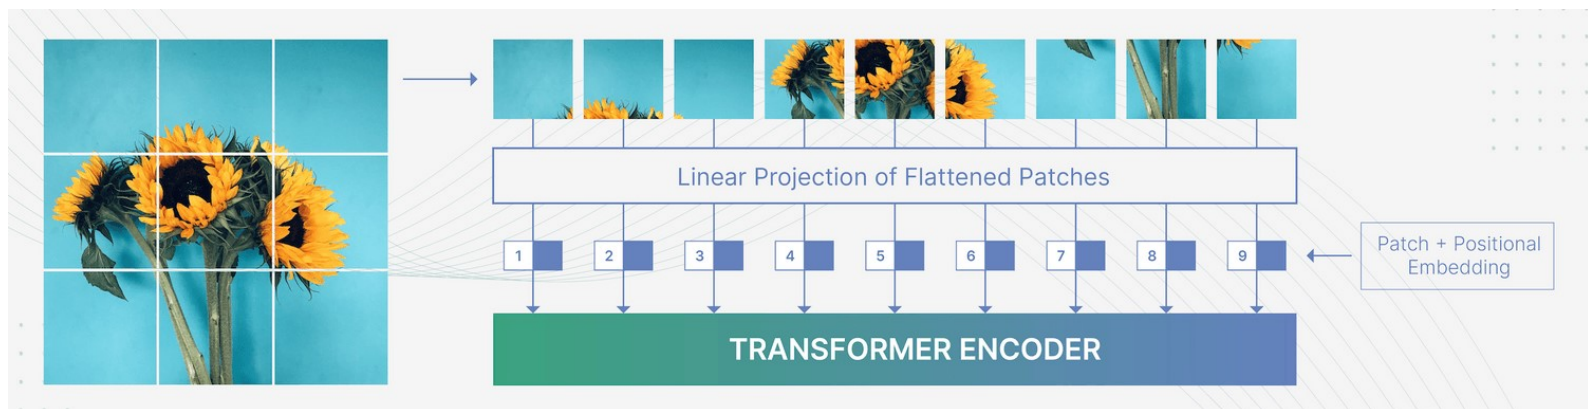 Linear Projection of Flattened Patches
1 2 3 4 5 6 7 8 9
Patch + Positional
Embedding
TRANSFORMER ENCODER